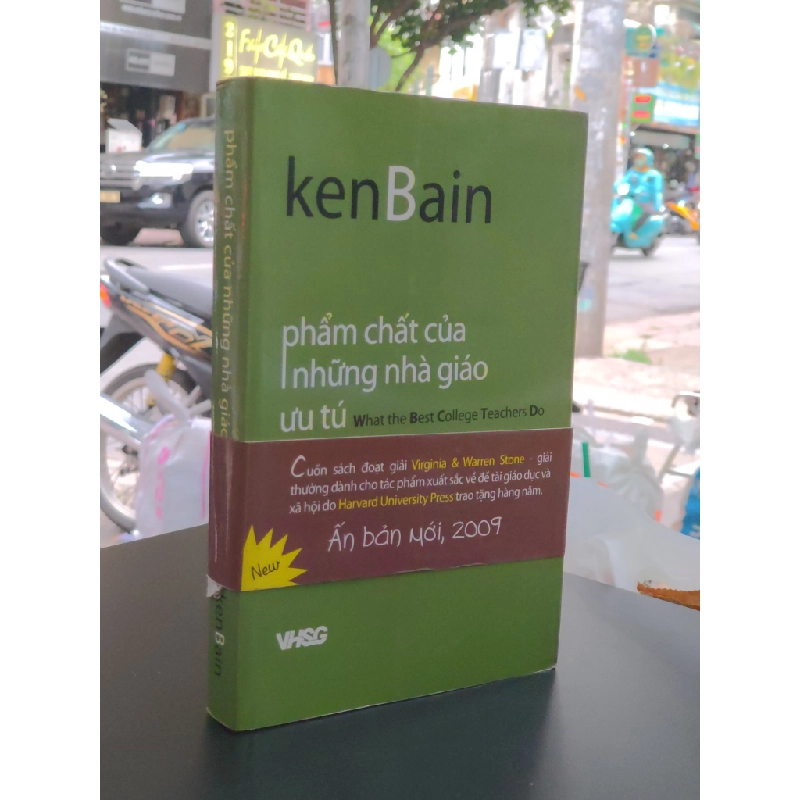 kenBain
phẩm chất của
những nhà giáo
ưu tú What the Best College Teachers Do
Cuốn sách đoạt giải Virginia & Warren Stone - giải
thưởng dành cho tác phẩm xuất sắc về đề tài giáo dục và
xã hội do Harvard University Press trao tặng hàng năm.
Ấn bản mới, 2009
New
VHSG
phẩm chất của những nhà giáo
kenBain
219